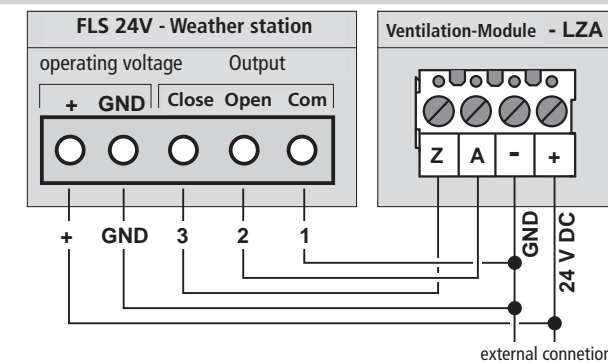 FLS 24V - Weather station
operating voltage Output
+ GND Close Open Com
+ GND 3 2 1
Ventilation-Module - LZA
Z A - +
GND
24 V DC
external connetion